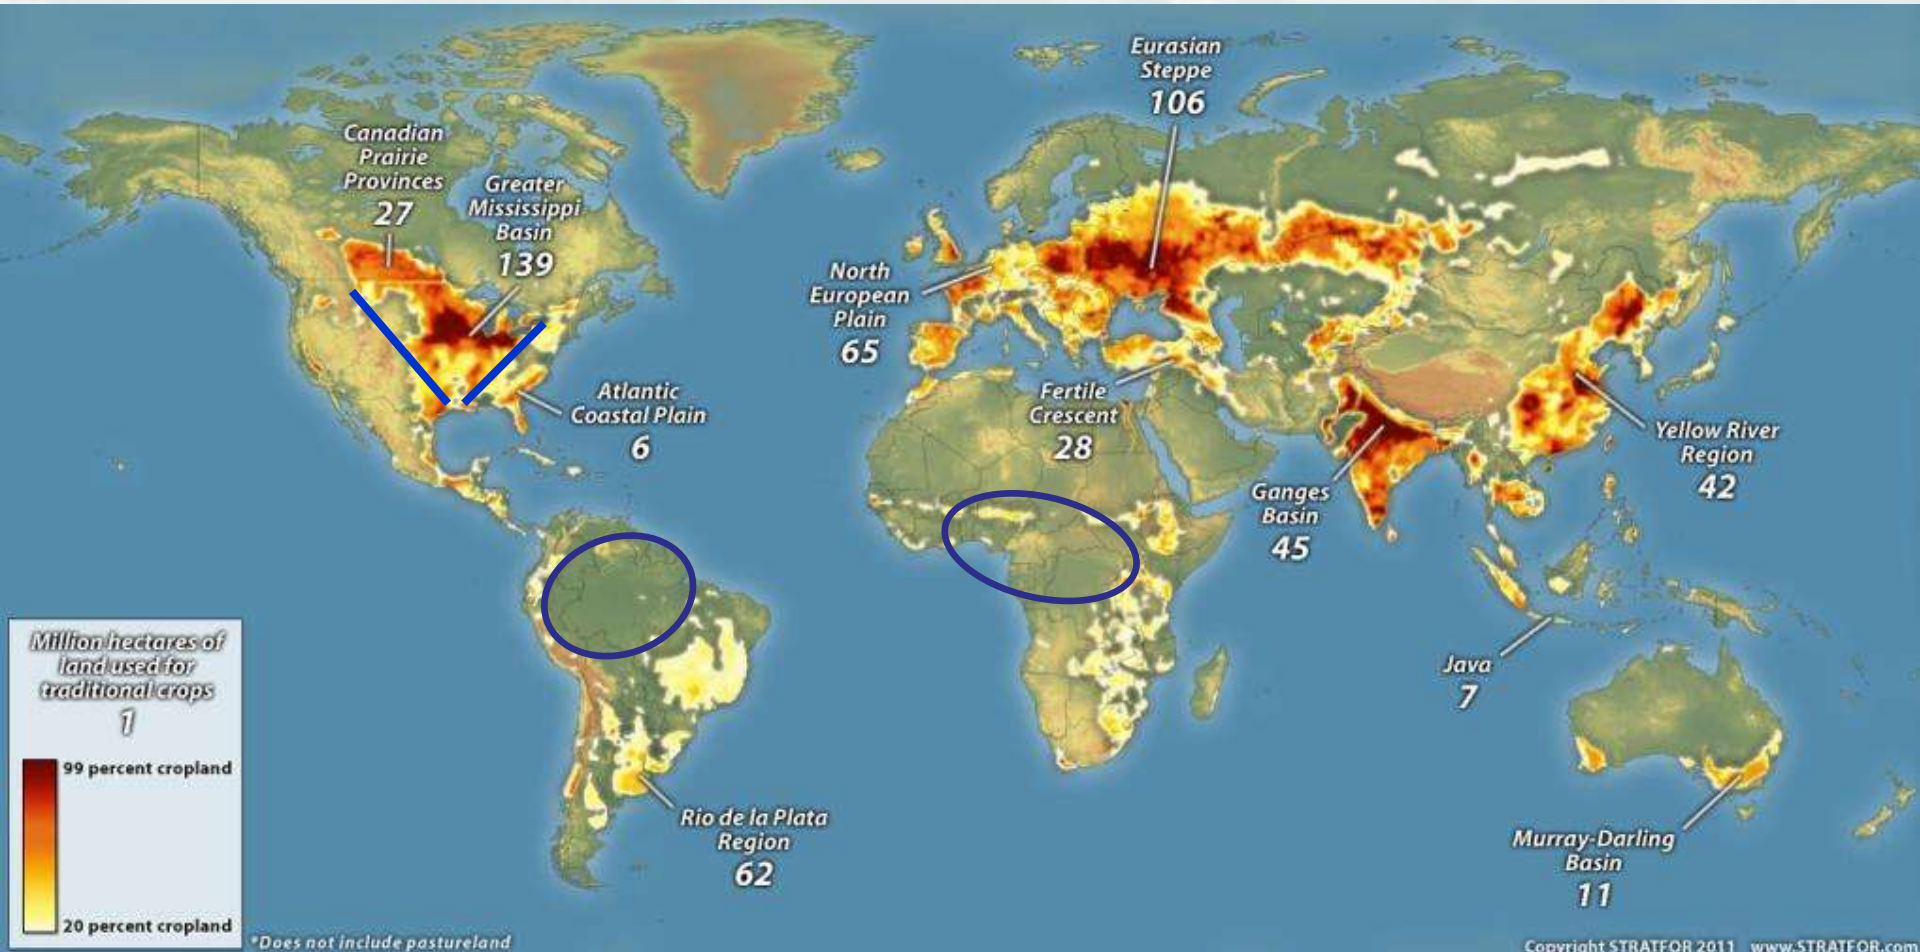 Eurasian
Steppe
106
Canadian
Prairie
Provinces
27
Greater
Mississippi
Basin
139
North
European
Plain
65
Atlantic
Coastal Plain
6
Fertile
Crescent
28
Ganges
Basin
45
Yellow River
Region
42
Java
7
Rio de la Plata
Region
62
Murray-Darling
Basin
11
Million hectares of
land used for
traditional crops
1
99 percent cropland
20 percent cropland
*Does not include pastureland
Copyright STRATFOR 2011 www.STRATFOR.com